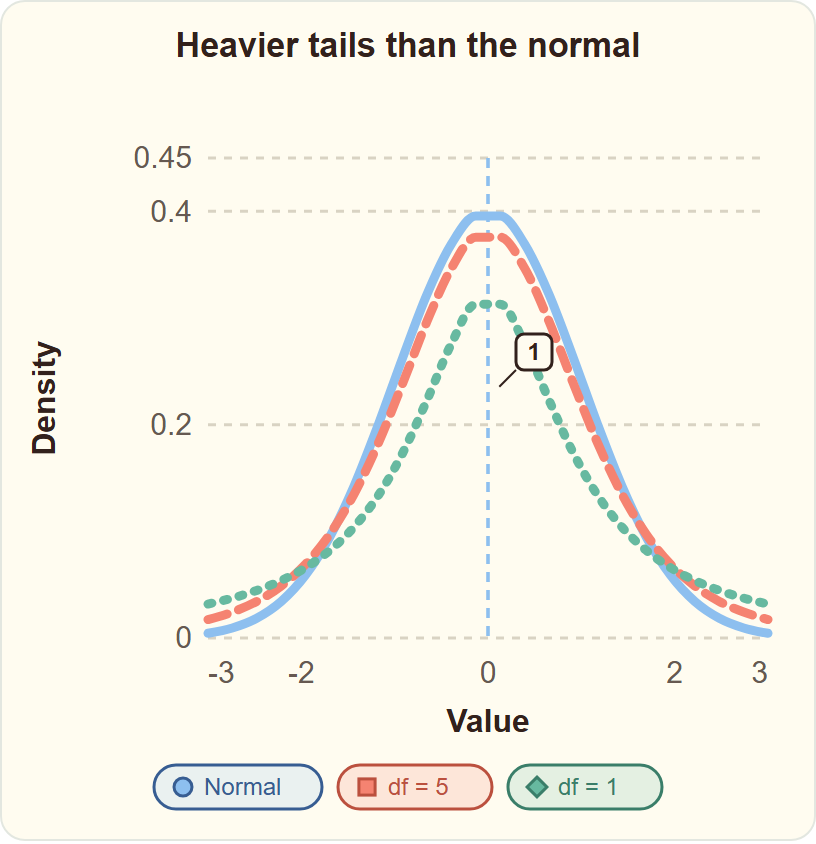 Heavier tails than the normal
0.45
0.4
0.2
0
Density
1
-3 -2 0 2 3
Value
Normal df = 5 df = 1